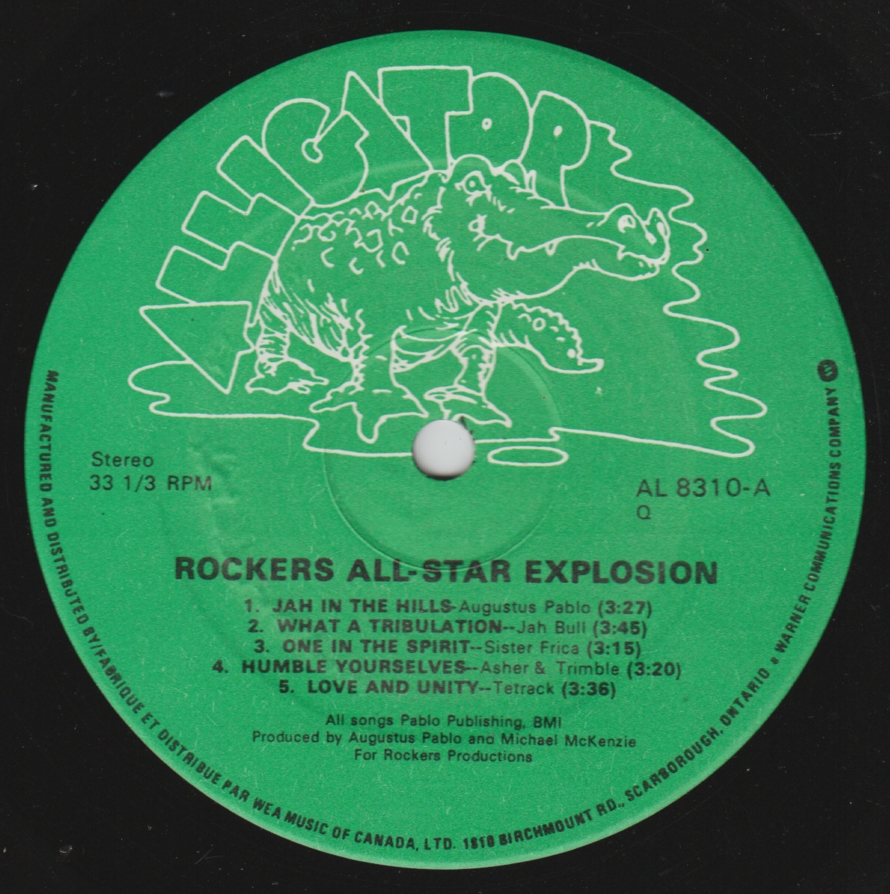 ALLIGATOR
Stereo
33 1/3 RPM
AL 8310-A
Q
ROCKERS ALL-STAR EXPLOSION
1. JAH IN THE HILLS-Augustus Pablo (3:27)
2. WHAT A TRIBULATION--Jah Bull (3:45)
3. ONE IN THE SPIRIT--Sister Frica (3:15)
4. HUMBLE YOURSELVES--Asher & Trimble (3:20)
5. LOVE AND UNITY--Tetrack (3:36)
All songs Pablo Publishing, BMI
Produced by Augustus Pablo and Michael McKenzie
For Rockers Productions
MANUFACTURED AND DISTRIBUTED BY/FABRIQUE ET DISTRIBUE PAR WEA MUSIC OF CANADA, LTD. 1810 BIRCHMOUNT RD., SCARBOROUGH, ONTARIO • WARNER COMMUNICATIONS COMPANY